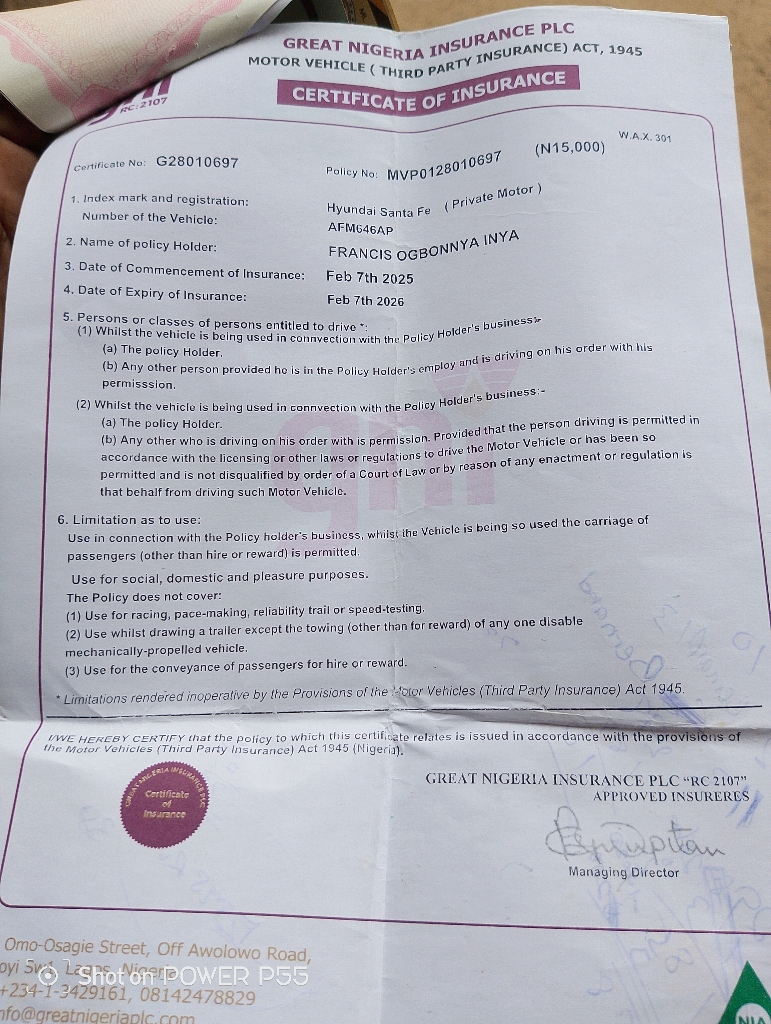 GREAT NIGERIA INSURANCE PLC
MOTOR VEHICLE ( THIRD PARTY INSURANCE) ACT, 1945
CERTIFICATE OF INSURANCE
RC:2107
W.A.X. 301
Certificate No: G28010697 Policy No: MVP0128010697 (N15,000)
1. Index mark and registration: Hyundai Santa Fe ( Private Motor )
Number of the Vehicle: AFM646AP
2. Name of policy Holder: FRANCIS OGBONNYA INYA
3. Date of Commencement of Insurance: Feb 7th 2025
4. Date of Expiry of Insurance: Feb 7th 2026
5. Persons or classes of persons entitled to drive *:
(1) Whilst the vehicle is being used in connvection with the Policy Holder's business:-
(a) The policy Holder.
(b) Any other person provided he is in the Policy Holder's employ and is driving on his order with his
permisssion.
(2) Whilst the vehicle is being used in connvection with the Policy Holder's business:-
(a) The policy Holder.
(b) Any other who is driving on his order with is permission. Provided that the person driving is permitted in
accordance with the licensing or other laws or regulations to drive the Motor Vehicle or has been so
permitted and is not disqualified by order of a Court of Law or by reason of any enactment or regulation is
that behalf from driving such Motor Vehicle.
gni
6. Limitation as to use:
Use in connection with the Policy holder's business, whilst the Vehicle is being so used the carriage of
passengers (other than hire or reward) is permitted.
Use for social, domestic and pleasure purposes.
The Policy does not cover:
(1) Use for racing, pace-making, reliability trail or speed-testing.
(2) Use whilst drawing a trailer except the towing (other than for reward) of any one disable
mechanically-propelled vehicle.
(3) Use for the conveyance of passengers for hire or reward.
* Limitations rendered inoperative by the Provisions of the Motor Vehicles (Third Party Insurance) Act 1945.
I/WE HEREBY CERTIFY that the policy to which this certificate relates is issued in accordance with the provisions of
the Motor Vehicles (Third Party Insurance) Act 1945 (Nigeria).
GREAT NIGERIA INSURANCE PLC
Certificate
of
Insurance
GREAT NIGERIA INSURANCE PLC "RC 2107"
APPROVED INSURERES
Managing Director
Omo-Osagie Street, Off Awolowo Road,
oyi Sw, Lagos, Nigeria
+234-1-3429161, 08142478829
nfo@greatnigeriaplc.com
Shot on POWER P55
NIA